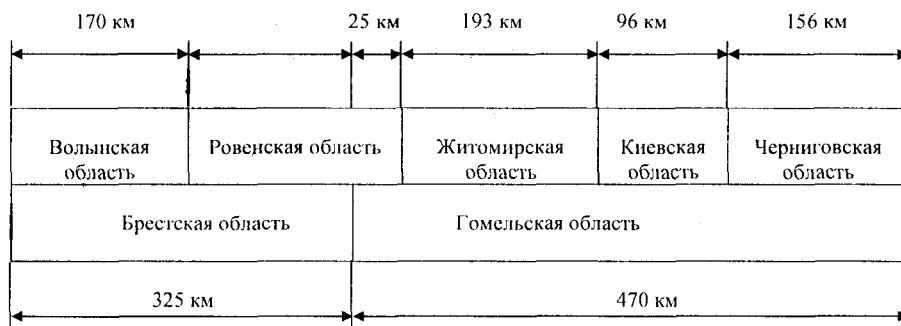 170 км 25 км 193 км 96 км 156 км
Волынская область Ровенская область Житомирская область Киевская область Черниговская область
Брестская область Гомельская область
325 км 470 км